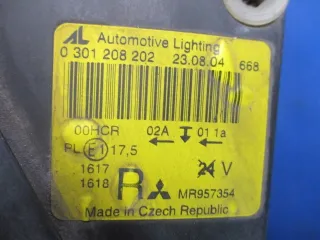 AL Automotive Lighting
0 301 208 202 23.08.04 668
00HCR 02A 01 1a
PL E1 17,5
1617 24 V
1618 R MR957354
Made in Czech Republic